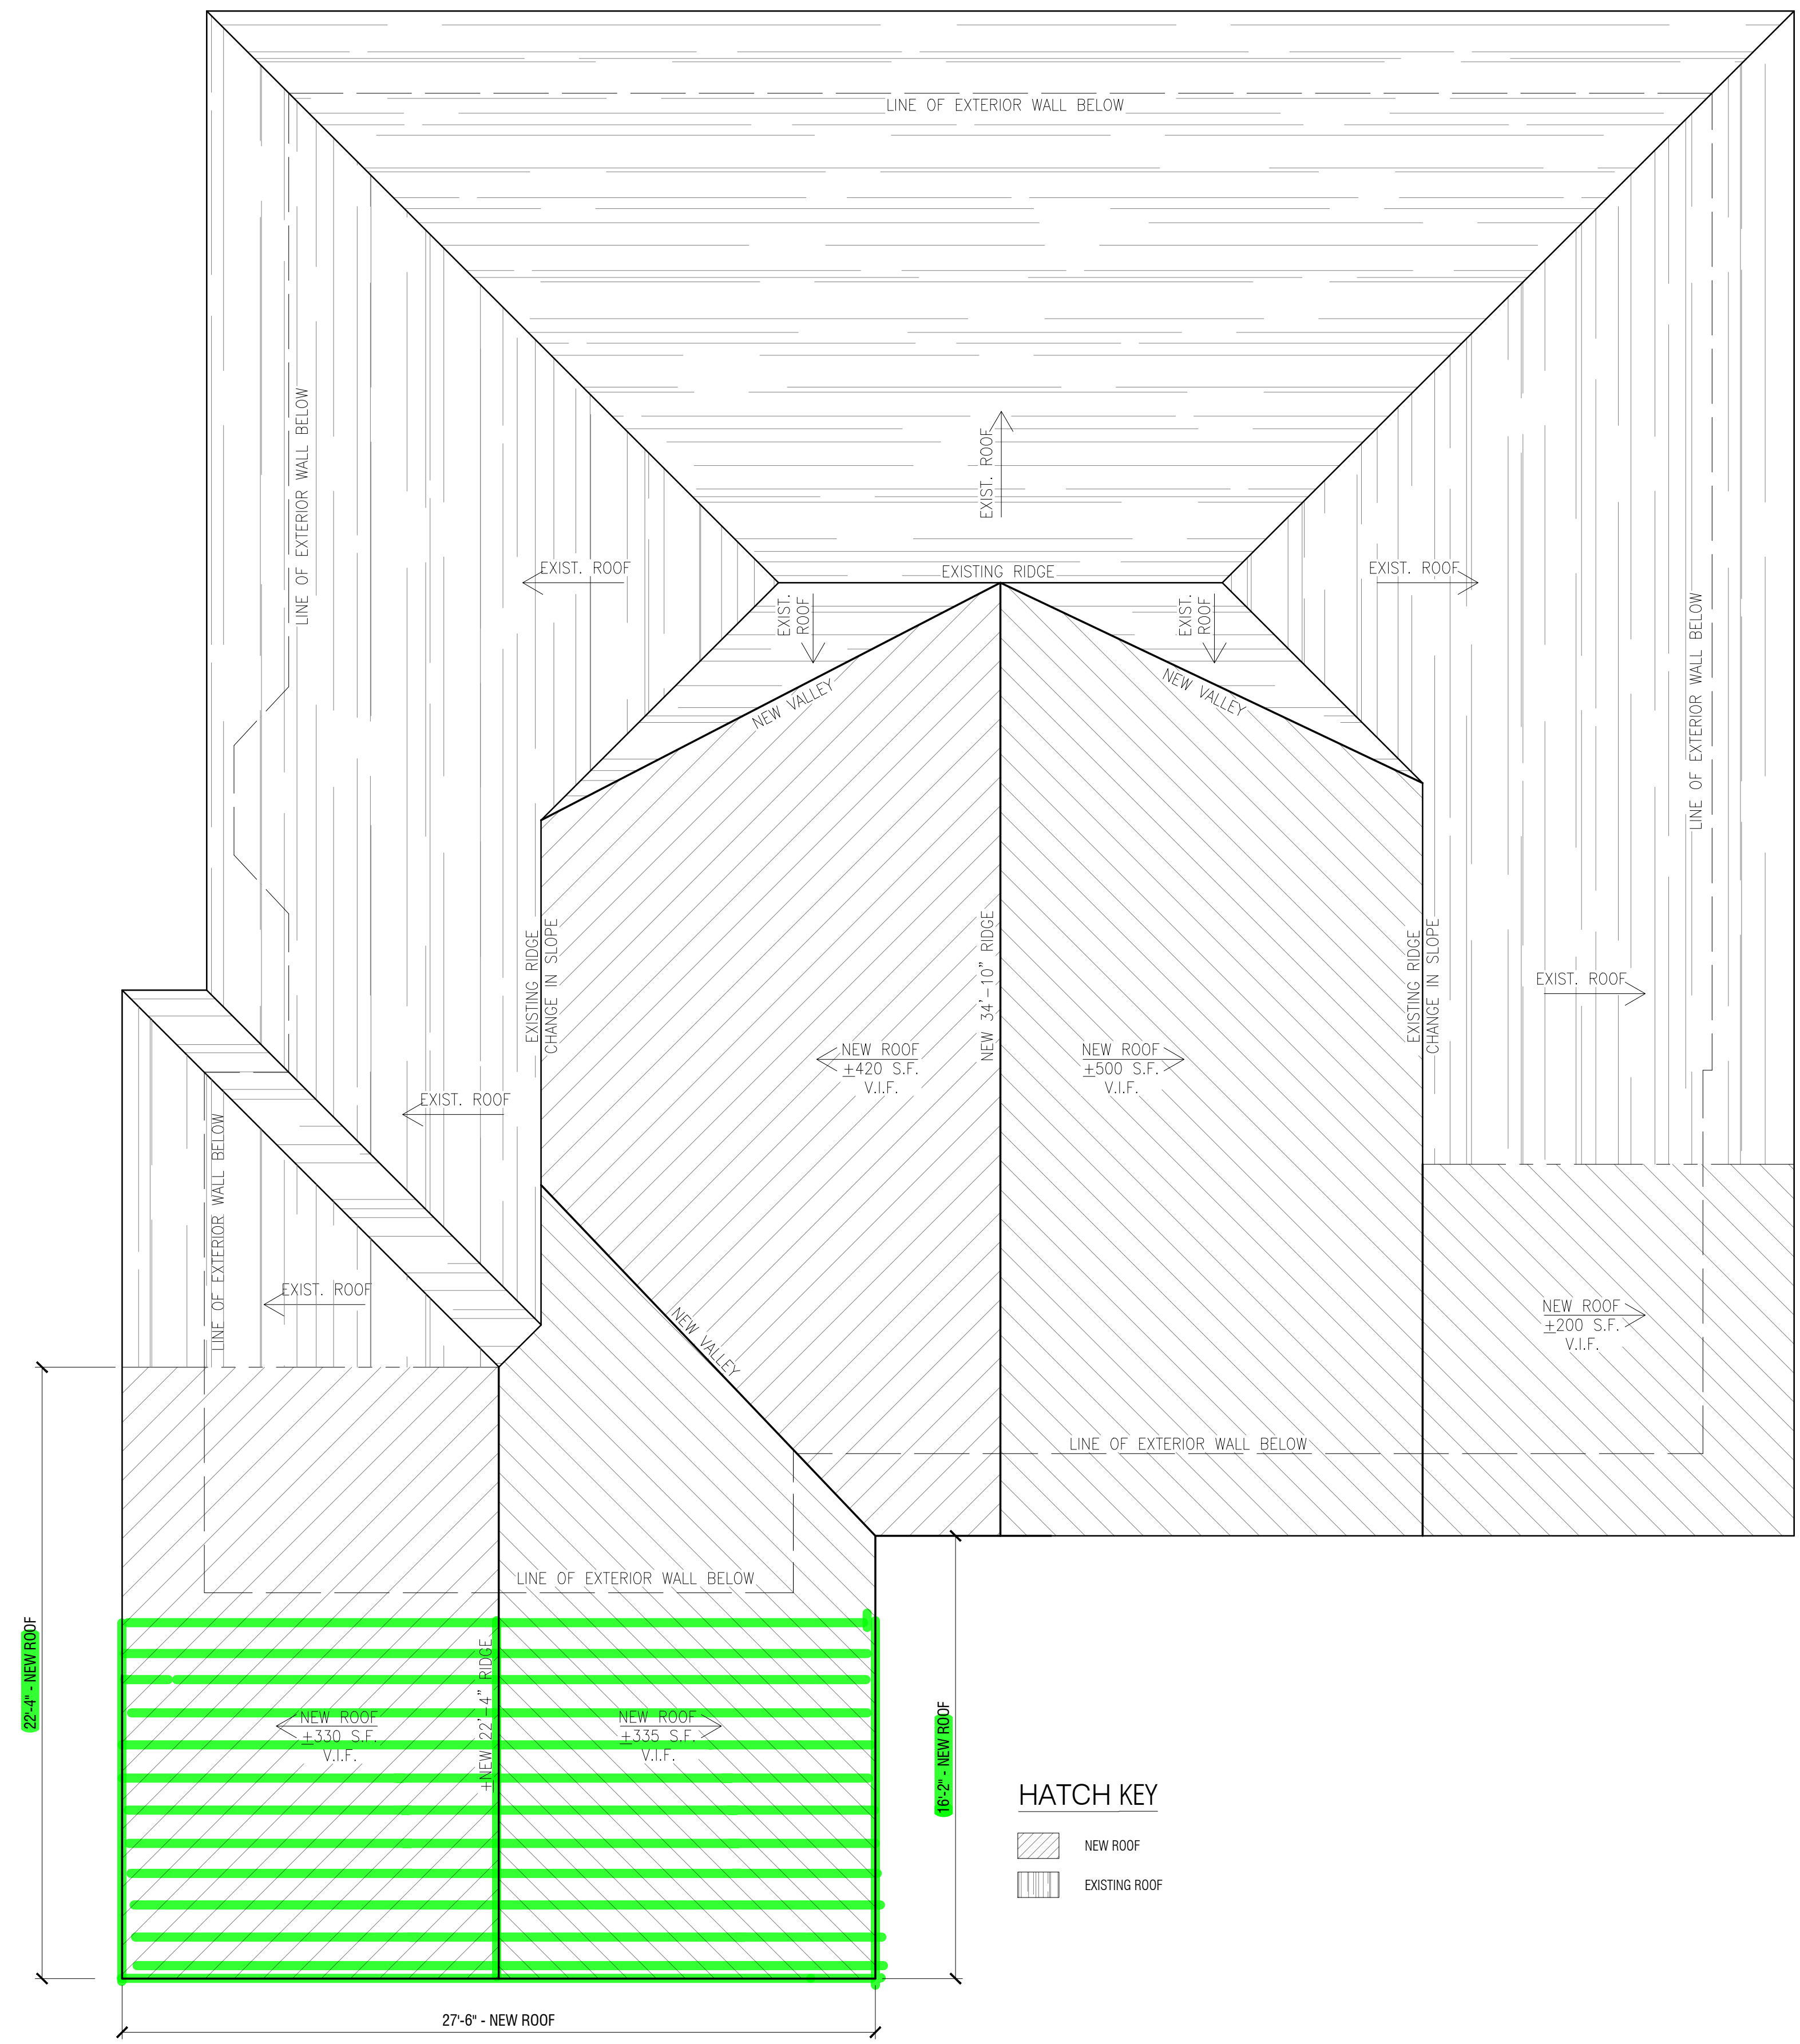 LINE OF EXTERIOR WALL BELOW
LINE OF EXTERIOR WALL BELOW
EXIST. ROOF
EXISTING RIDGE
EXIST. ROOF
EXIST. ROOF
EXIST.
ROOF
EXIST.
ROOF
LINE OF EXTERIOR WALL BELOW
NEW VALLEY
NEW VALLEY
EXISTING RIDGE
CHANGE IN SLOPE
NEW 34'-10" RIDGE
EXISTING RIDGE
CHANGE IN SLOPE
EXIST. ROOF
NEW ROOF
±420 S.F.
V.I.F.
NEW ROOF
±500 S.F.
V.I.F.
EXIST. ROOF
LINE OF EXTERIOR WALL BELOW
EXIST. ROOF
NEW VALLEY
NEW ROOF
±200 S.F.
V.I.F.
LINE OF EXTERIOR WALL BELOW
LINE OF EXTERIOR WALL BELOW
22'-4" - NEW ROOF
+NEW 22'-4" RIDGE
NEW ROOF
±330 S.F.
V.I.F.
NEW ROOF
±335 S.F.
V.I.F.
16'-2" - NEW ROOF
HATCH KEY
NEW ROOF
EXISTING ROOF
27'-6" - NEW ROOF